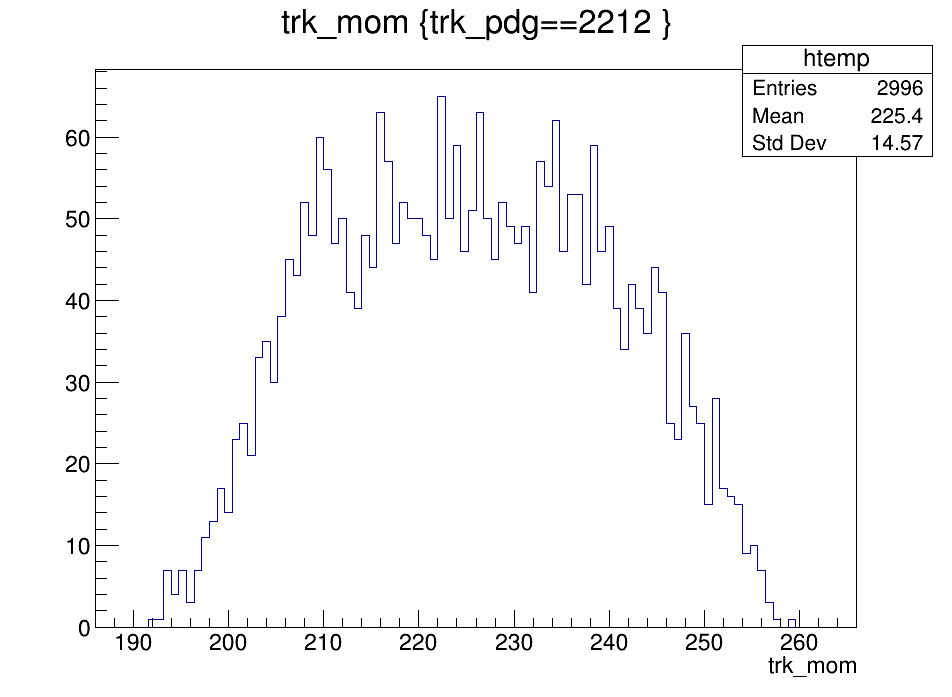 trk_mom {trk_pdg==2212 }
htemp
Entries 2996
Mean 225.4
Std Dev 14.57
60
50
40
30
20
10
0
190 200 210 220 230 240 250 260
trk_mom